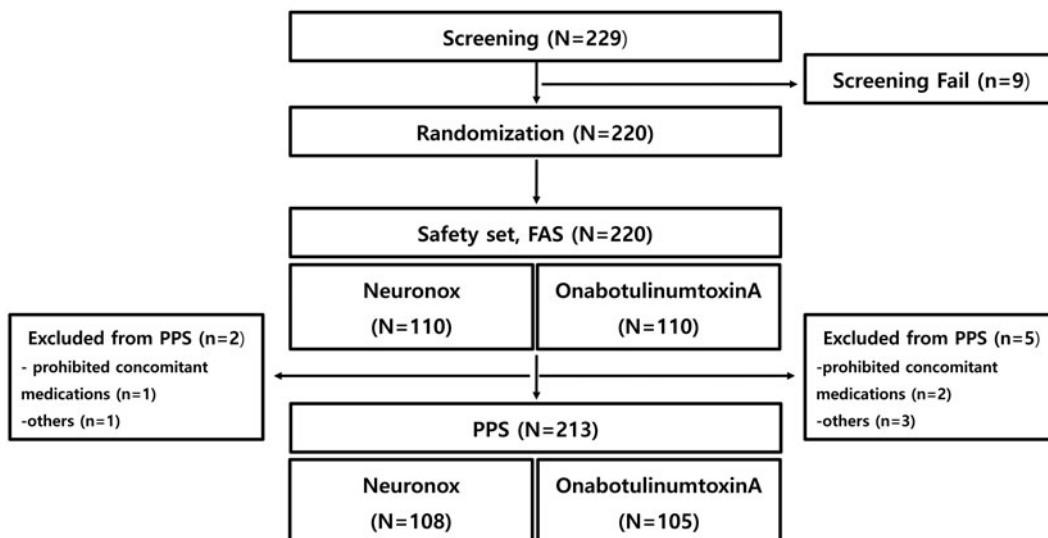 Screening (N=229)
Screening Fail (n=9)
Randomization (N=220)
Safety set, FAS (N=220)
Neuronox
(N=110)
OnabotulinumtoxinA
(N=110)
Excluded from PPS (n=2)
- prohibited concomitant
medications (n=1)
-others (n=1)
Excluded from PPS (n=5)
-prohibited concomitant
medications (n=2)
-others (n=3)
PPS (N=213)
Neuronox
(N=108)
OnabotulinumtoxinA
(N=105)